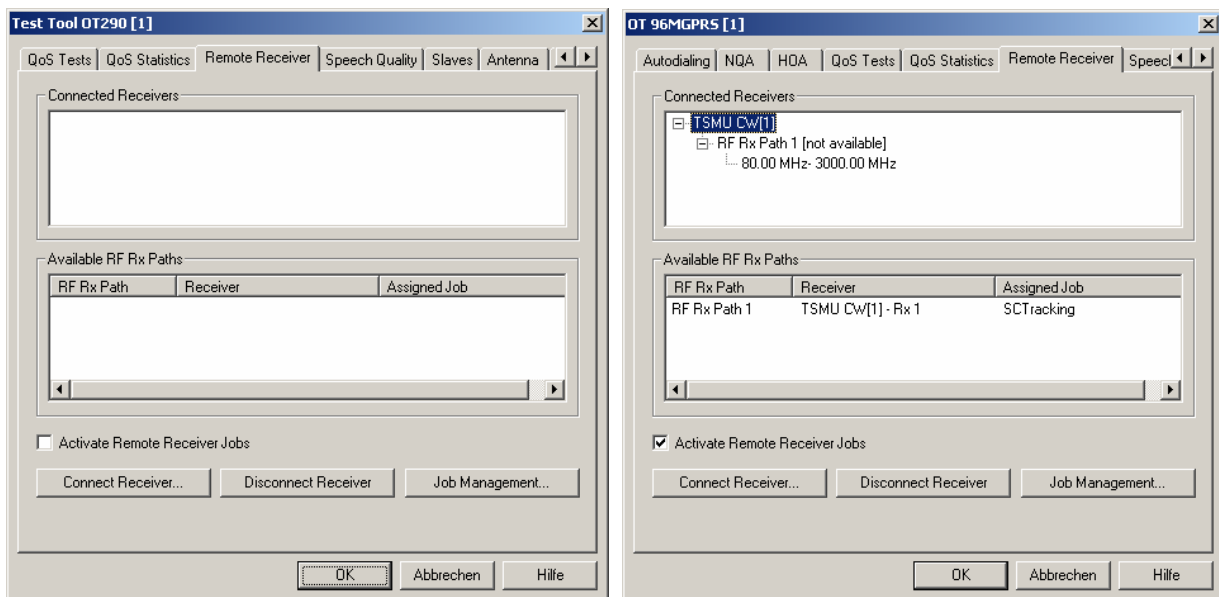 Test Tool OT290 [1]
QoS Tests QoS Statistics Remote Receiver Speech Quality Slaves Antenna
Connected Receivers
Available RF Rx Paths
RF Rx Path Receiver Assigned Job
Activate Remote Receiver Jobs
Connect Receiver... Disconnect Receiver Job Management...
OK Abbrechen Hilfe
OT 96MGPRS [1]
Autodialing NQA HOA QoS Tests QoS Statistics Remote Receiver Speecl
Connected Receivers
TSMU CW[1]
RF Rx Path 1 [not available]
80.00 MHz- 3000.00 MHz
Available RF Rx Paths
RF Rx Path Receiver Assigned Job
RF Rx Path 1 TSMU CW[1] - Rx 1 SCTracking
Activate Remote Receiver Jobs
Connect Receiver... Disconnect Receiver Job Management...
OK Abbrechen Hilfe